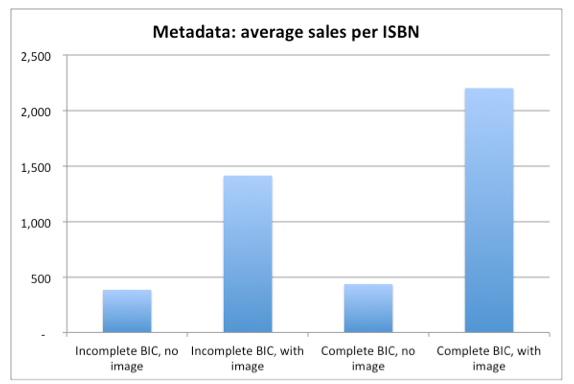 Metadata: average sales per ISBN
2,500
2,000
1,500
1,000
500
-
Incomplete BIC, no
image
Incomplete BIC, with
image
Complete BIC, no
image
Complete BIC, with
image